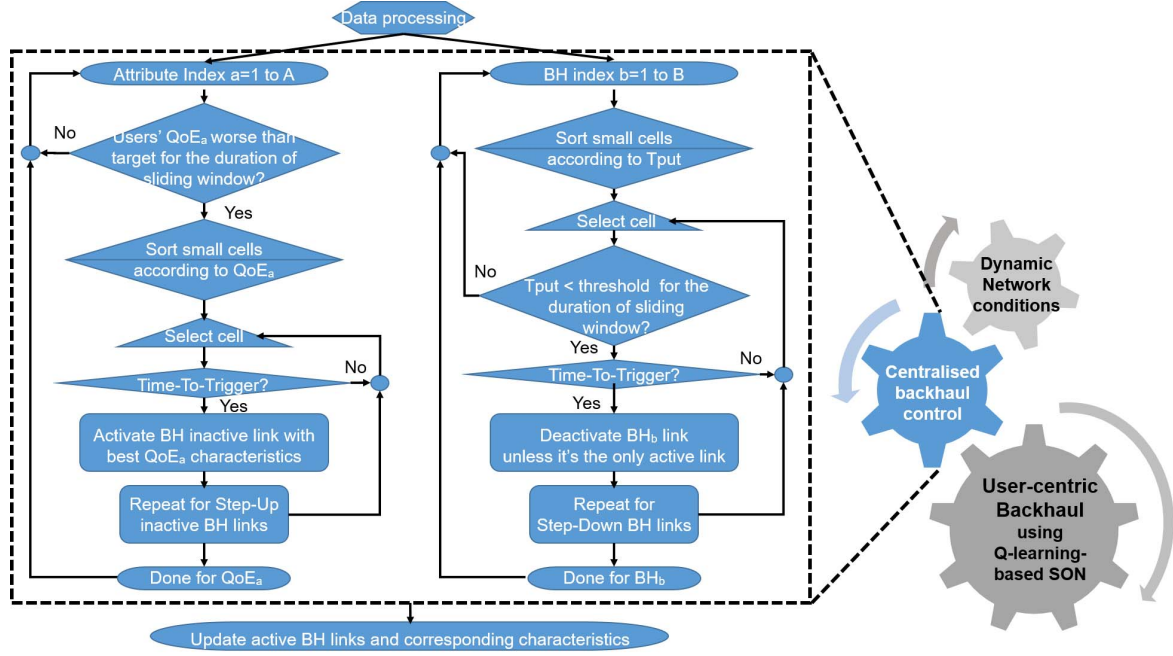 Data processing
Attribute Index a=1 to A
No
Users' QoEₐ worse than
target for the duration of
sliding window?
Yes
Sort small cells
according to QoEₐ
Select cell
Time-To-Trigger?
No
Yes
Activate BH inactive link with
best QoEₐ characteristics
Repeat for Step-Up
inactive BH links
Done for QoEₐ
BH index b=1 to B
Sort small cells
according to Tput
Select cell
No
Tput < threshold for the
duration of sliding
window?
Yes
Time-To-Trigger?
No
Yes
Deactivate BH_b link
unless it's the only active link
Repeat for
Step-Down BH links
Done for BH_b
Update active BH links and corresponding characteristics
Dynamic
Network
conditions
Centralised
backhaul
control
User-centric
Backhaul
using
Q-learning-
based SON